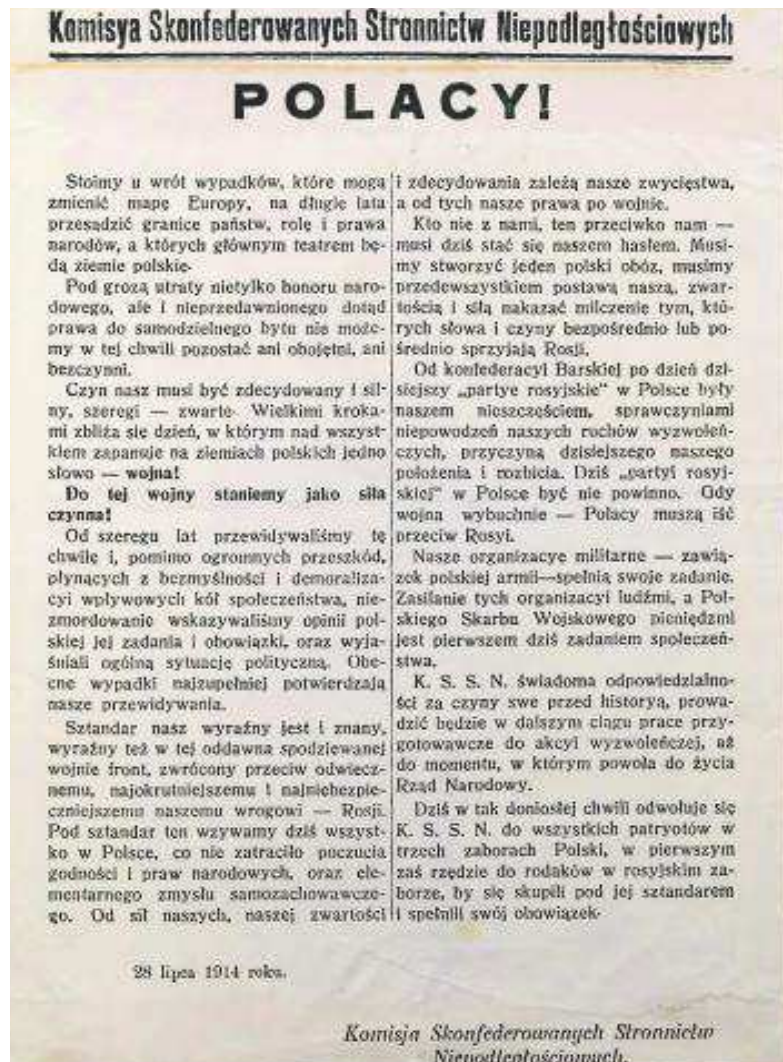 Komisya Skonfederowanych Stronnictw Niepodległościowych
POLACY!
Stoimy u wrót wypadków, które mogą
zmienić mapę Europy, na długie lata
przesądzić granice państw, rolę i prawa
narodów, a których głównym teatrem bę-
dą ziemie polskie.
Pod grozą utraty nietylko honoru naro-
dowego, ale i nieprzedawnionego dotąd
prawa do samodzielnego bytu nie może-
my w tej chwili pozostać ani obojętni, ani
bezczynni.
Czyn nasz musi być zdecydowany i sil-
ny, szeregi — zwarte. Wielkimi kroka-
mi zbliża się dzień, w którym nad wszyst-
kiem zapanuje na ziemiach polskich jedno
słowo — wojna!
Do tej wojny staniemy jako siła
czynna!
Od szeregu lat przewidywaliśmy tę
chwilę i, pomimo ogromnych przeszkód,
płynących z bezmyślności i demoraliza-
cyi wpływowych kół społeczeństwa, nie-
zmordowanie wskazywaliśmy opinii pol-
skiej jej zadania i obowiązki, oraz wyja-
śniali ogólną sytuację polityczną. Obe-
cne wypadki najzupełniej potwierdzają
nasze przewidywania.
Sztandar nasz wyraźny jest i znany,
wyraźny też w tej oddawna spodziewanej
wojnie front, zwrócony przeciw odwiecz-
nemu, najokrutniejszemu i najniebezpie-
czniejszemu naszemu wrogowi — Rosji.
Pod sztandar ten wzywamy dziś wszyst-
ko w Polsce, co nie zatraciło poczucia
godności i praw narodowych, oraz ele-
mentarnego zmysłu samozachowawcze-
go. Od sił naszych, naszej zwartości
i zdecydowania zależą nasze zwycięstwa,
a od tych nasze prawa po wojnie.
Kto nie z nami, ten przeciwko nam —
musi dziś stać się naszem hasłem. Musi-
my stworzyć jeden polski obóz, musimy
przedewszystkiem postawą naszą, zwar-
tością i siłą nakazać milczenie tym, któ-
rych słowa i czyny bezpośrednio lub po-
średnio sprzyjają Rosji.
Od konfederacyi Barskiej po dzień dzi-
siejszy „partye rosyjskie" w Polsce były
naszem nieszczęściem, sprawczyniami
niepowodzeń naszych ruchów wyzwoleń-
czych, przyczyną dzisiejszego naszego
położenia i rozbicia. Dziś „partyi rosyj-
skiej" w Polsce być nie powinno. Gdy
wojna wybuchnie — Polacy muszą iść
przeciw Rosyi.
Nasze organizacye militarne — zawią-
zek polskiej armii—spełnią swoje zadanie.
Zasilanie tych organizacyi ludźmi, a Pol-
skiego Skarbu Wojskowego pieniędzmi
jest pierwszem dziś zadaniem społeczeń-
stwa.
K. S. S. N. świadoma odpowiedzialno-
ści za czyny swe przed historyą, prowa-
dzić będzie w dalszym ciągu prace przy-
gotowawcze do akcyi wyzwoleńczej, aż
do momentu, w którym powoła do życia
Rząd Narodowy.
Dziś w tak doniosłej chwili odwołuje się
K. S. S. N. do wszystkich patryotów w
trzech zaborach Polski, w pierwszym
zaś rzędzie do rodaków w rosyjskim za-
borze, by się skupili pod jej sztandarem
i spełnili swój obowiązek.
28 lipca 1914 roku.
Komisja Skonfederowanych Stronnictw
Niepodległościowych.